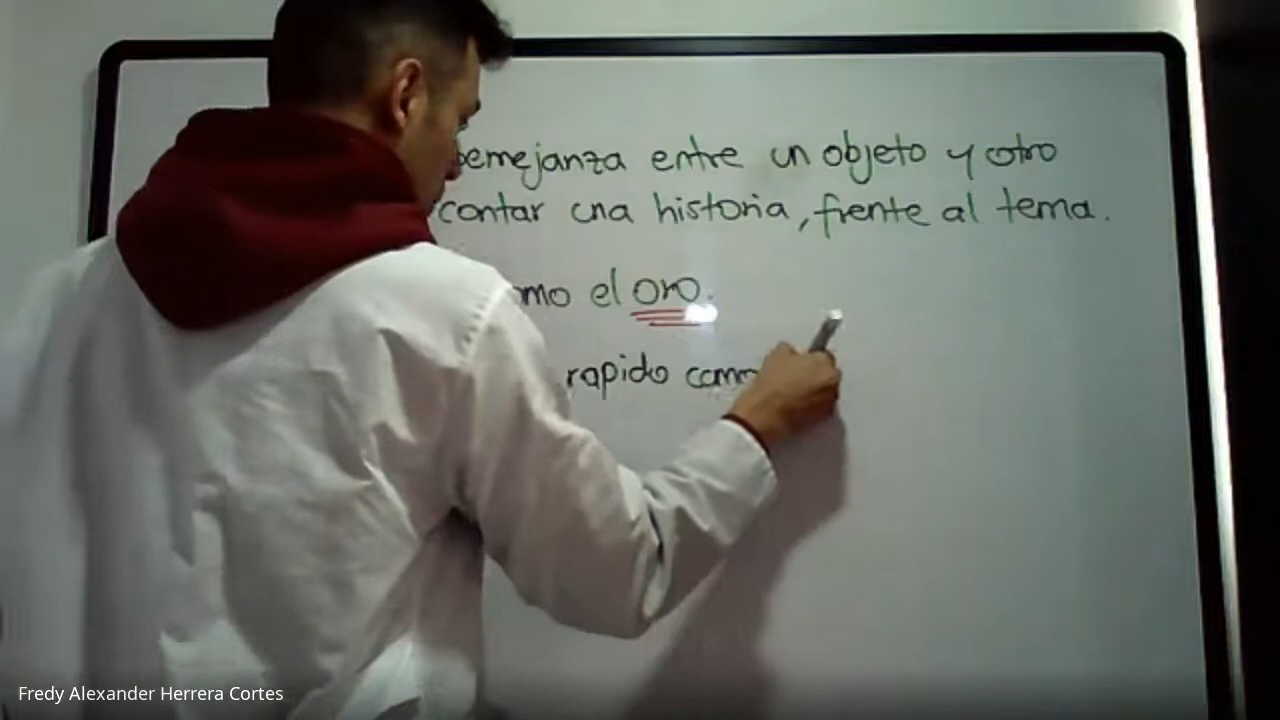 semejanza entre un objeto y otro
contar una historia, frente al tema.
el oro.
rapido como
Fredy Alexander Herrera Cortes